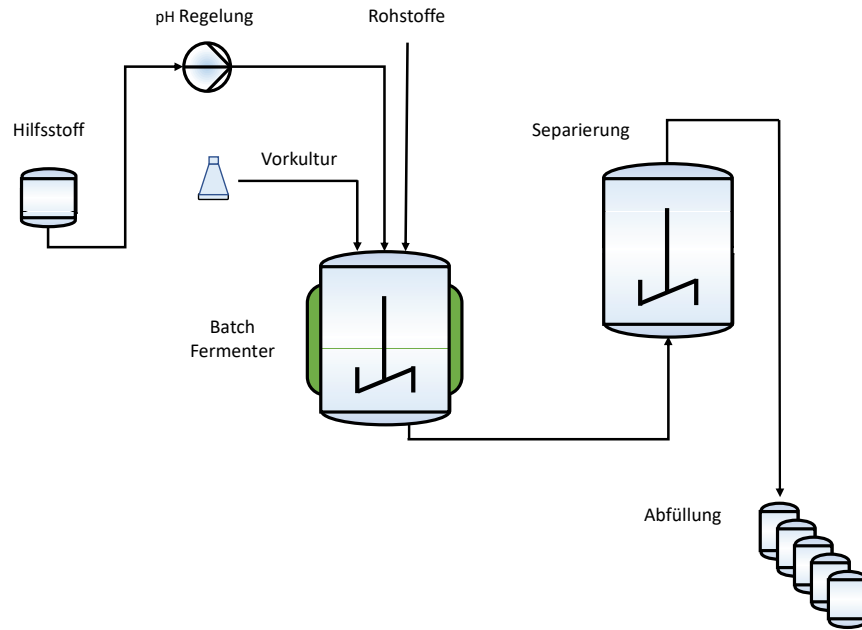 pH Regelung
Rohstoffe
Hilfsstoff
Vorkultur
Separierung
Batch
Fermenter
Abfüllung